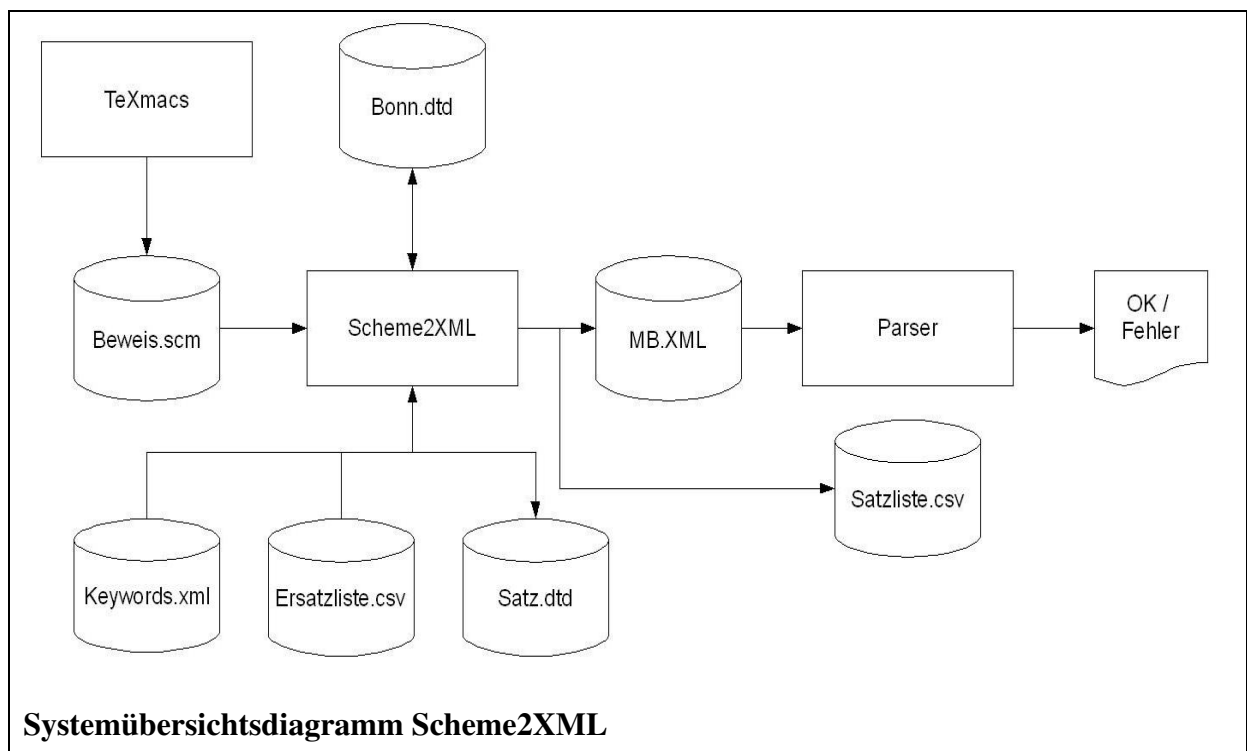 TeXmacs
Bonn.dtd
Beweis.scm
Scheme2XML
MB.XML
Parser
OK /
Fehler
Satzliste.csv
Keywords.xml
Ersatzliste.csv
Satz.dtd
Systemübersichtsdiagramm Scheme2XML